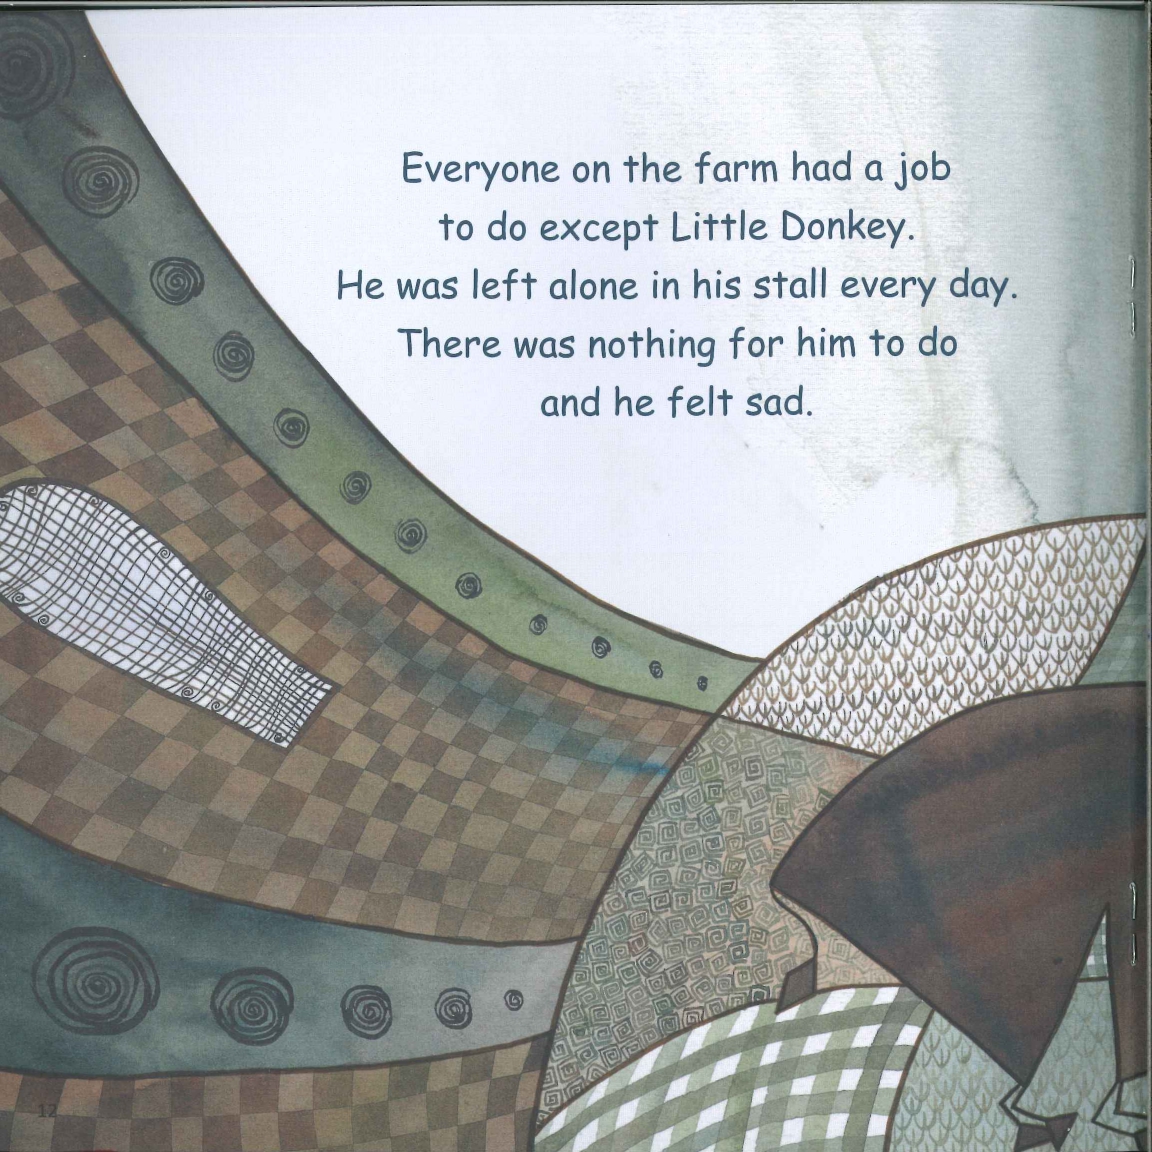 Everyone on the farm had a job
to do except Little Donkey.
He was left alone in his stall every day.
There was nothing for him to do
and he felt sad.
12